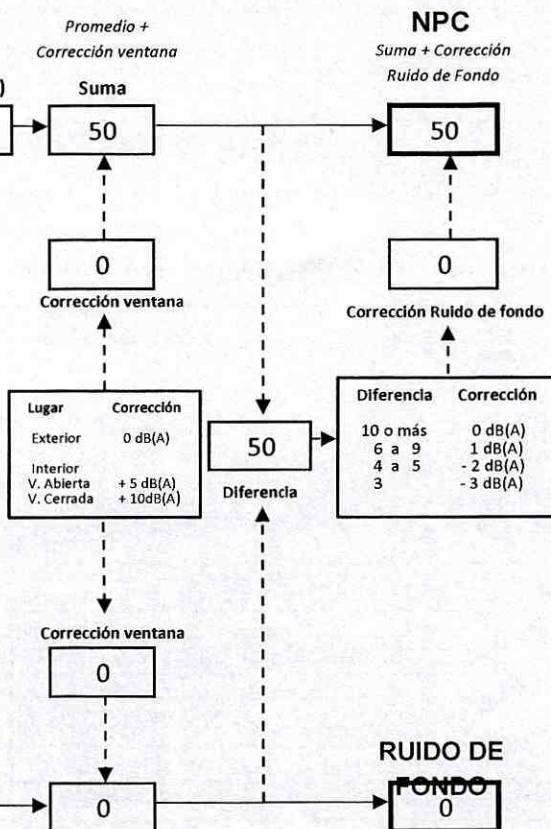 Promedio +
Corrección ventana
)
Suma
50
NPC
Suma + Corrección
Ruido de Fondo
50
0
Corrección ventana
0
Corrección Ruido de fondo
Lugar Corrección
Exterior 0 dB(A)
Interior
V. Abierta + 5 dB(A)
V. Cerrada + 10dB(A)
50
Diferencia
Diferencia Corrección
10 o más 0 dB(A)
6 a 9 1 dB(A)
4 a 5 - 2 dB(A)
3 - 3 dB(A)
Corrección ventana
0
0
RUIDO DE
FONDO
0